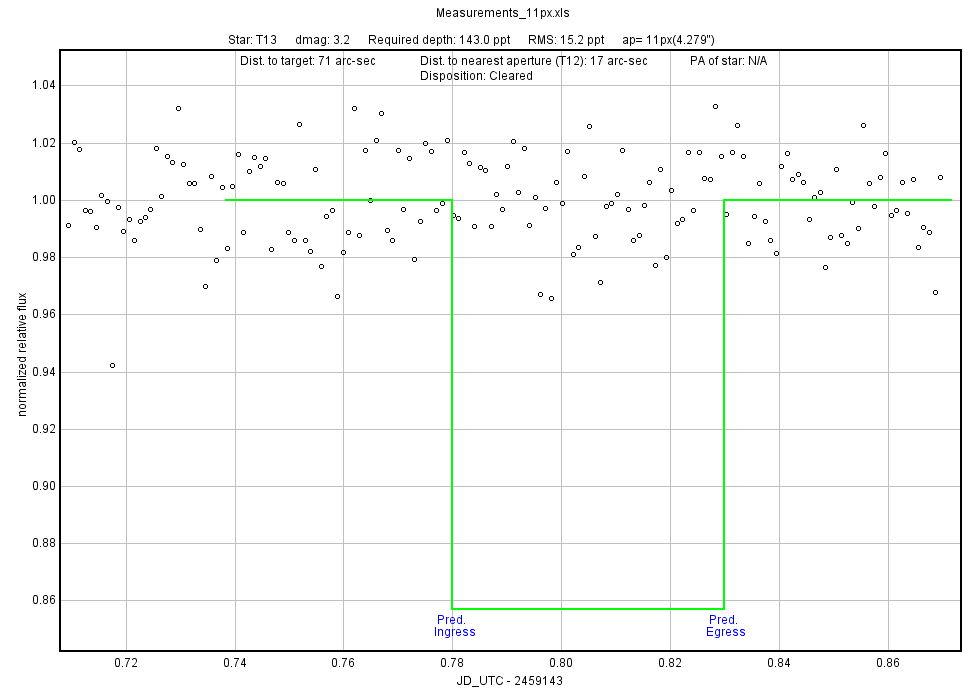 Measurements_11px.xls
Star: T13 dmag: 3.2 Required depth: 143.0 ppt RMS: 15.2 ppt ap= 11px(4.279")
Dist. to target: 71 arc-sec Dist. to nearest aperture (T12): 17 arc-sec PA of star: N/A
Disposition: Cleared
1.04
1.02
1.00
0.98
0.96
0.94
0.92
0.90
0.88
0.86
normalized relative flux
Pred.
Ingress
Pred.
Egress
0.72 0.74 0.76 0.78 0.80 0.82 0.84 0.86
JD_UTC - 2459143